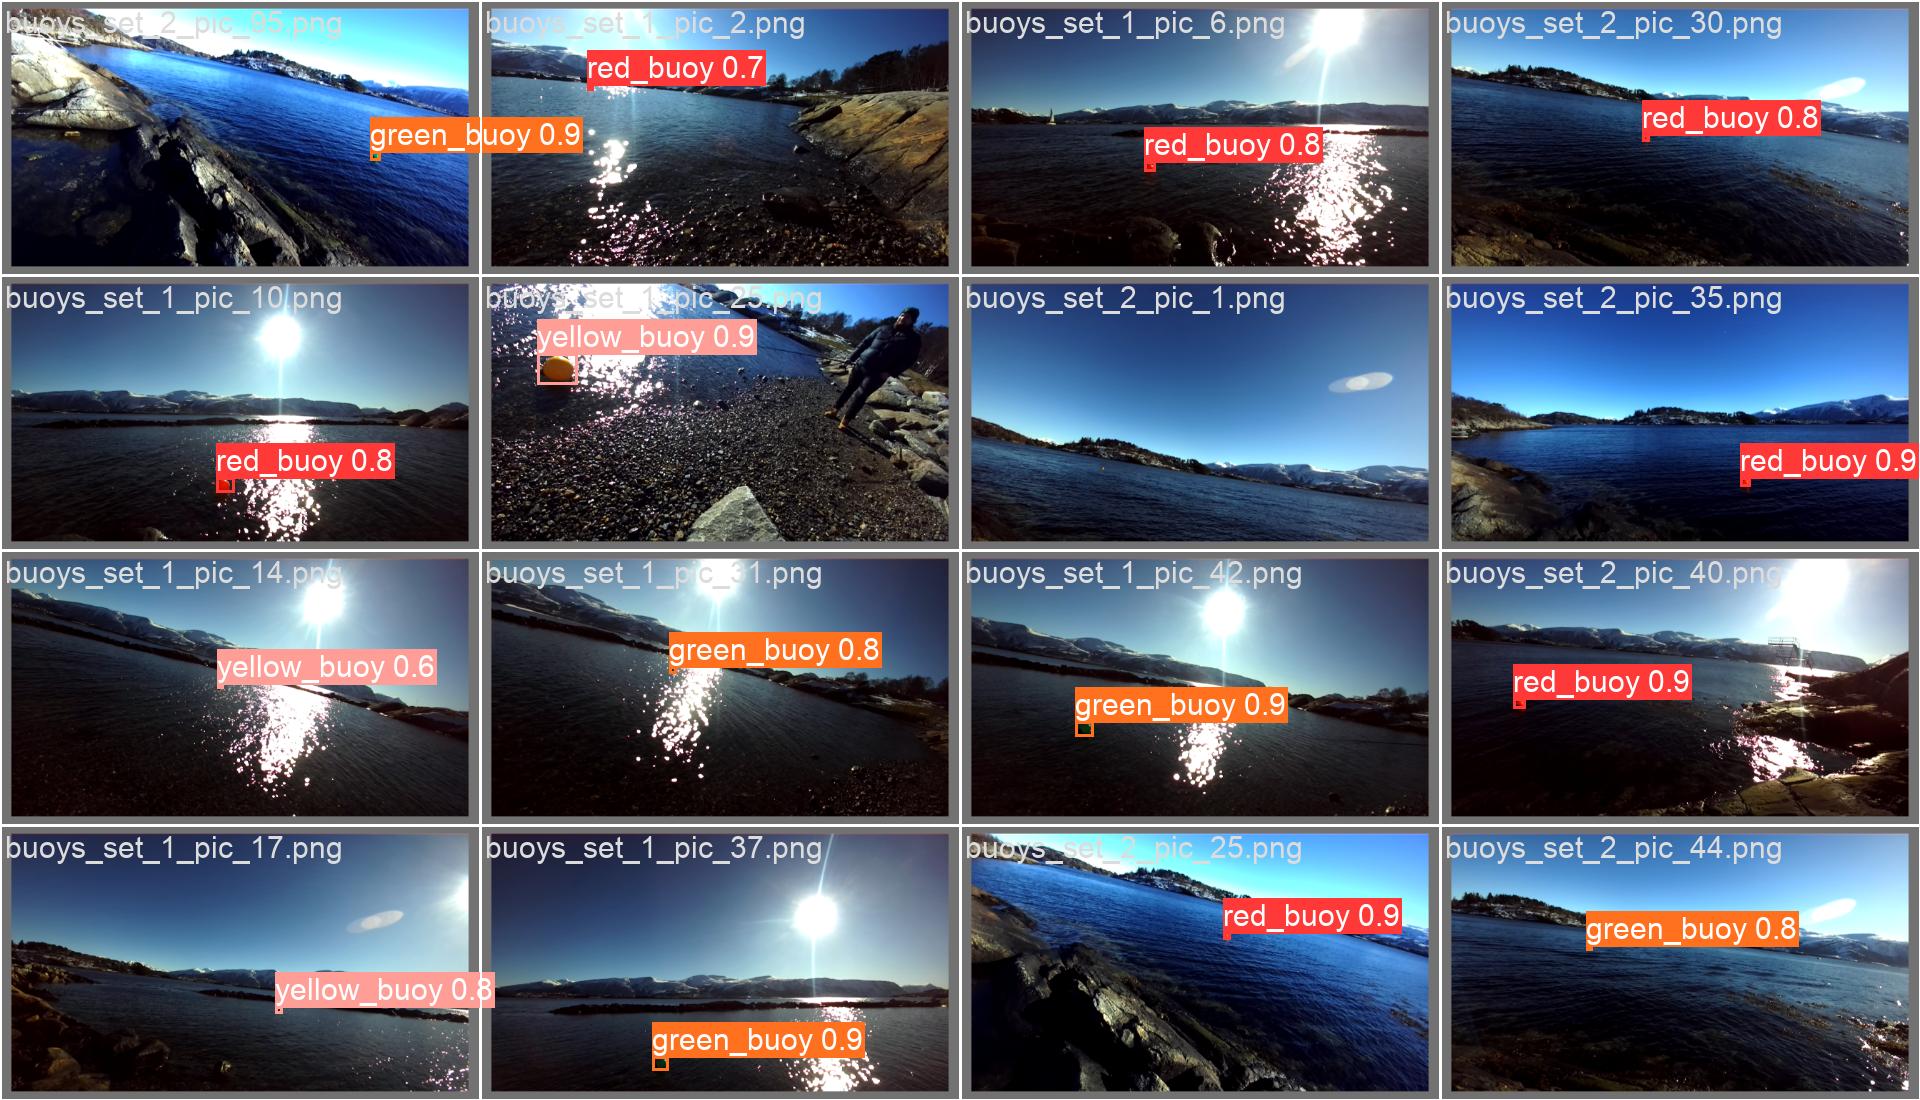 buoys_set_2_pic_95.png
green_buoy 0.9
buoys_set_1_pic_2.png
red_buoy 0.7
buoys_set_1_pic_6.png
red_buoy 0.8
buoys_set_2_pic_30.png
red_buoy 0.8
buoys_set_1_pic_10.png
red_buoy 0.8
buoys_set_1_pic_25.png
yellow_buoy 0.9
buoys_set_2_pic_1.png
buoys_set_2_pic_35.png
red_buoy 0.9
buoys_set_1_pic_14.png
yellow_buoy 0.6
buoys_set_1_pic_31.png
green_buoy 0.8
buoys_set_1_pic_42.png
green_buoy 0.9
buoys_set_2_pic_40.png
red_buoy 0.9
buoys_set_1_pic_17.png
yellow_buoy 0.8
buoys_set_1_pic_37.png
green_buoy 0.9
buoys_set_2_pic_25.png
red_buoy 0.9
buoys_set_2_pic_44.png
green_buoy 0.8